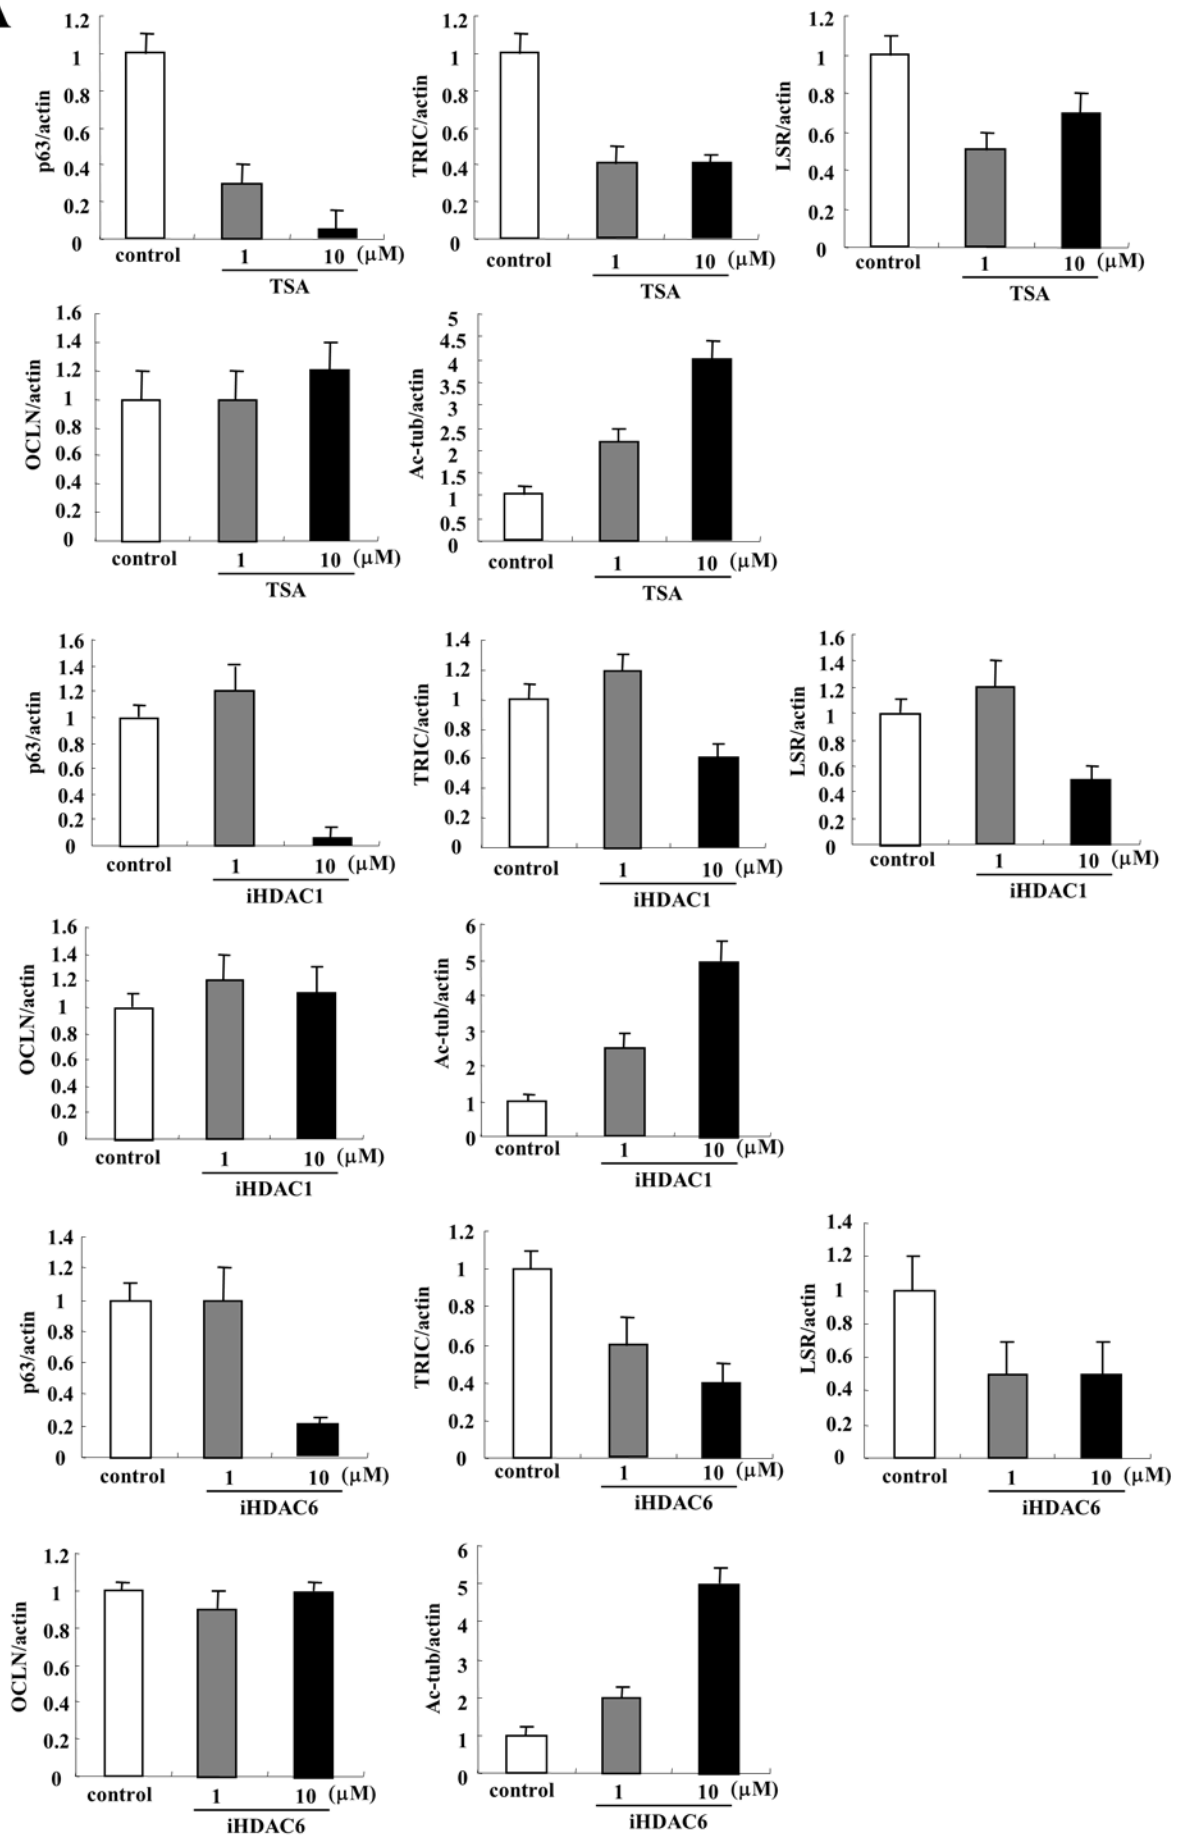 A
p63/actin
1.2
1
0.8
0.6
0.4
0.2
0
control
1
10
(μM)
TSA
TRIC/actin
1.2
1
0.8
0.6
0.4
0.2
0
control
1
10
(μM)
TSA
LSR/actin
1.2
1
0.8
0.6
0.4
0.2
0
control
1
10
(μM)
TSA
OCLN/actin
1.6
1.4
1.2
1
0.8
0.6
0.4
0.2
0
control
1
10
(μM)
TSA
Ac-tub/actin
5
4.5
4
3.5
3
2.5
2
1.5
1
0.5
0
control
1
10
(μM)
TSA
p63/actin
1.6
1.4
1.2
1
0.8
0.6
0.4
0.2
0
control
1
10
(μM)
iHDAC1
TRIC/actin
1.4
1.2
1
0.8
0.6
0.4
0.2
0
control
1
10
(μM)
iHDAC1
LSR/actin
1.6
1.4
1.2
1
0.8
0.6
0.4
0.2
0
control
1
10
(μM)
iHDAC1
OCLN/actin
1.6
1.4
1.2
1
0.8
0.6
0.4
0.2
0
control
1
10
(μM)
iHDAC1
Ac-tub/actin
6
5
4
3
2
1
0
control
1
10
(μM)
iHDAC1
p63/actin
1.4
1.2
1
0.8
0.6
0.4
0.2
0
control
1
10
(μM)
iHDAC6
TRIC/actin
1.2
1
0.8
0.6
0.4
0.2
0
control
1
10
(μM)
iHDAC6
LSR/actin
1.4
1.2
1
0.8
0.6
0.4
0.2
0
control
1
10
(μM)
iHDAC6
OCLN/actin
1.2
1
0.8
0.6
0.4
0.2
0
control
1
10
(μM)
iHDAC6
Ac-tub/actin
6
5
4
3
2
1
0
control
1
10
(μM)
iHDAC6